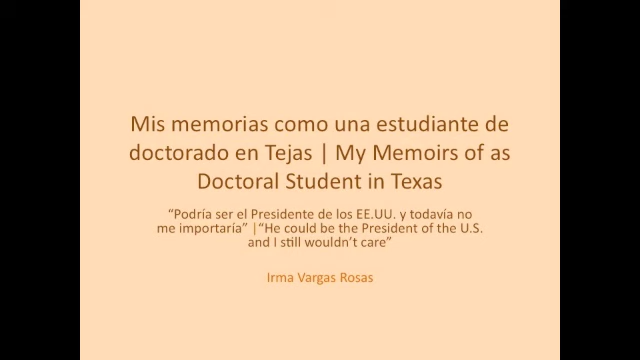 Mis memorias como una estudiante de
doctorado en Tejas | My Memoirs of as
Doctoral Student in Texas
“Podría ser el Presidente de los EE.UU. y todavía no
me importaría” |“He could be the President of the U.S.
and I still wouldn’t care”
Irma Vargas Rosas